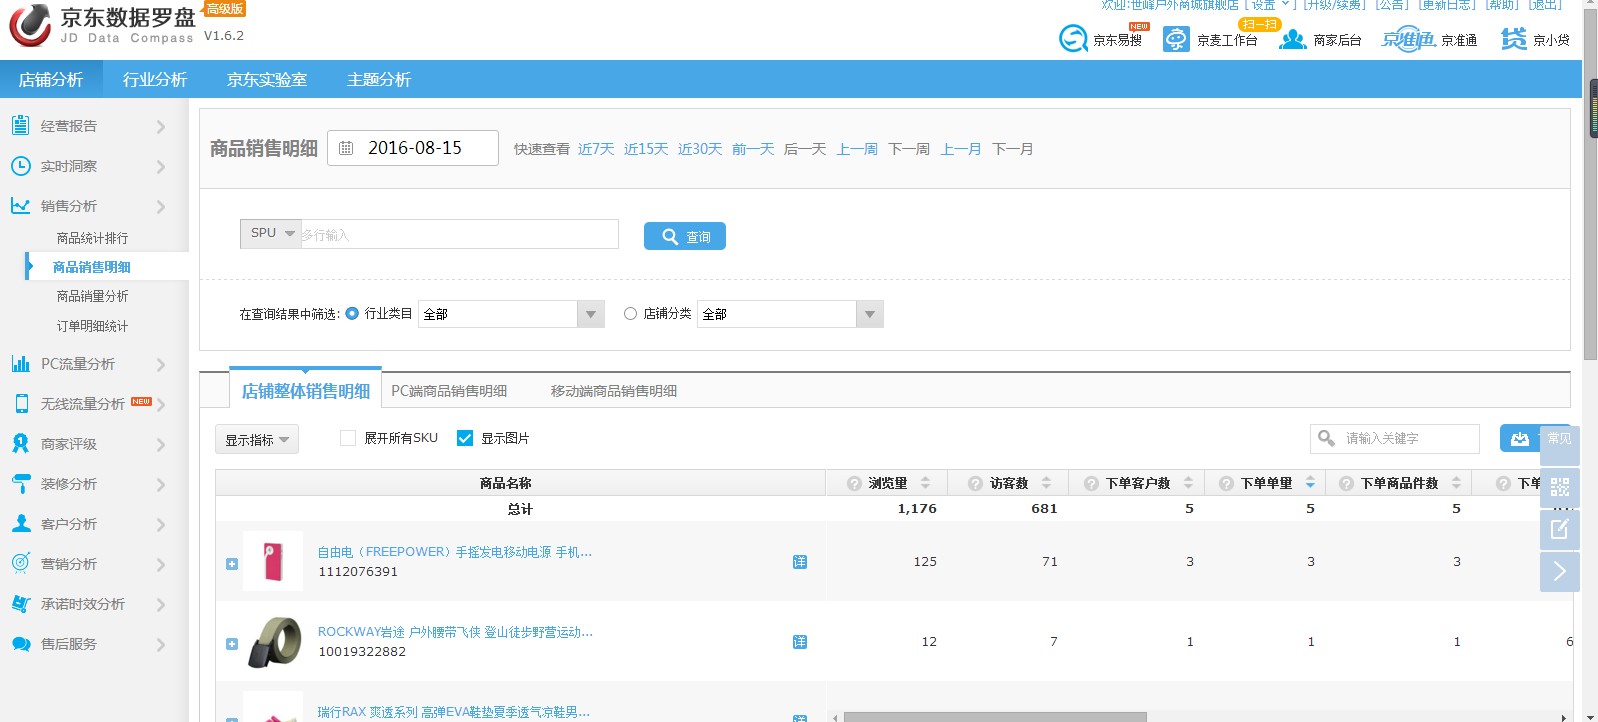 京东数据罗盘 高级版
JD Data Compass V1.6.2
欢迎:世峰户外商城旗舰店 [ 设置 ] [升级/续费] [公告] [更新日志] [帮助] [退出]
京东易搜 NEW 京麦工作台 扫一扫 商家后台 京准通 京准通 贷 京小贷
店铺分析 行业分析 京东实验室 主题分析
经营报告
实时洞察
销售分析
商品统计排行
商品销售明细
商品销量分析
订单明细统计
PC流量分析
无线流量分析 NEW
商家评级
装修分析
客户分析
营销分析
承诺时效分析
售后服务
商品销售明细 2016-08-15 快速查看 近7天 近15天 近30天 前一天 后一天 上一周 下一周 上一月 下一月
SPU 多行输入 查询
在查询结果中筛选: 行业类目 全部 店铺分类 全部
店铺整体销售明细 PC端商品销售明细 移动端商品销售明细
显示指标 展开所有SKU 显示图片 请输入关键字 常见
商品名称 浏览量 访客数 下单客户数 下单单量 下单商品件数 下单
总计 1,176 681 5 5 5
自由电（FREEPOWER）手摇发电移动电源 手机...
1112076391 详 125 71 3 3 3
ROCKWAY岩途 户外腰带飞侠 登山徒步野营运动...
10019322882 详 12 7 1 1 1 6
瑞行RAX 爽透系列 高弹EVA鞋垫夏季透气凉鞋男...